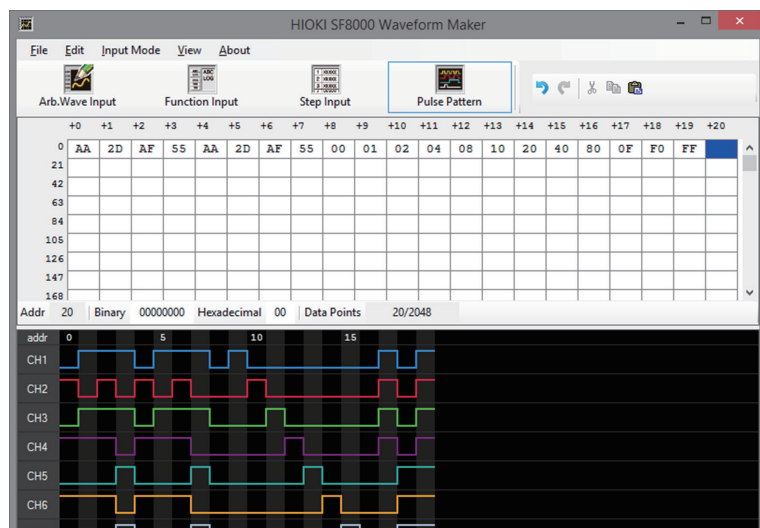 HIOKI SF8000 Waveform Maker
File Edit Input Mode View About
Arb.Wave Input Function Input Step Input Pulse Pattern
+0 +1 +2 +3 +4 +5 +6 +7 +8 +9 +10 +11 +12 +13 +14 +15 +16 +17 +18 +19 +20
0 AA 2D AF 55 AA 2D AF 55 00 01 02 04 08 10 20 40 80 0F F0 FF
21
42
63
84
105
126
147
168
Addr 20 Binary 00000000 Hexadecimal 00 Data Points 20/2048
addr 0 5 10 15
CH1
CH2
CH3
CH4
CH5
CH6